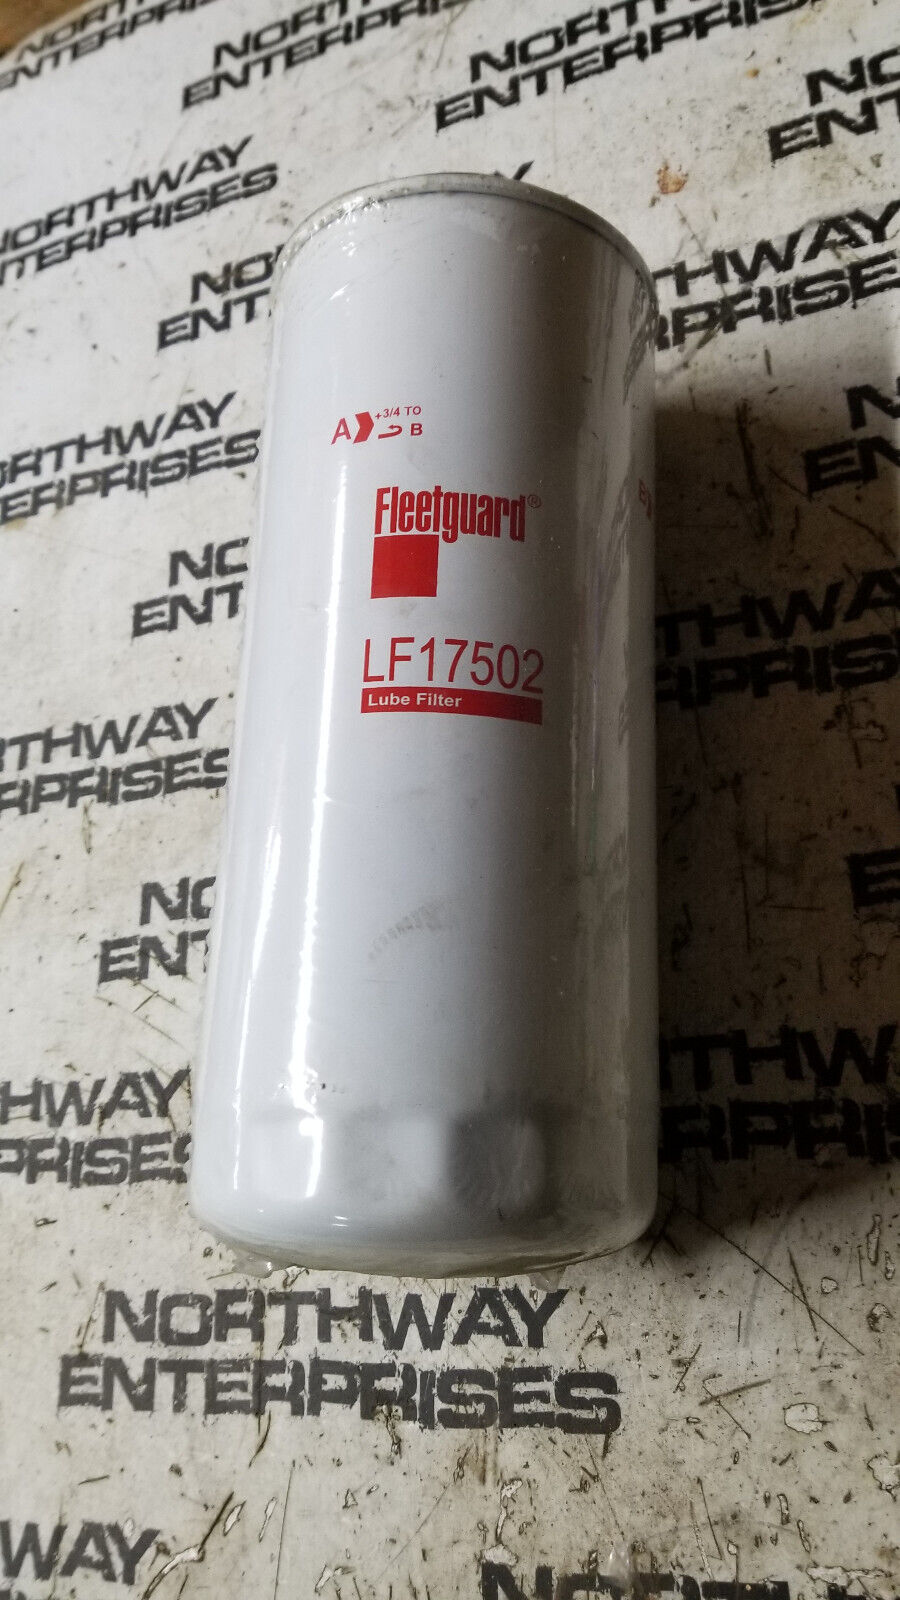 NORTHWAY
ENTERPRISES
NORTHWAY
ENTERPRISES
NORTHWAY
ENTERPRISES
A +3/4 TO
B
Fleetguard®
LF17502
Lube Filter
NORTHWAY
ENTERPRISES